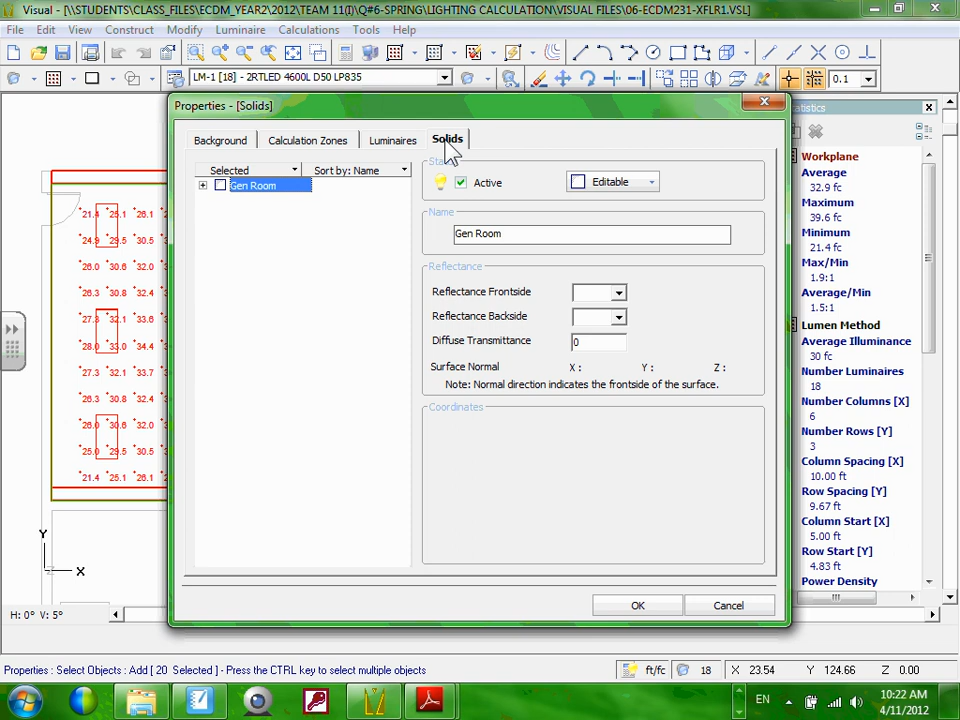 Visual - [\\STUDENTS\CLASS_FILES\ECDM_YEAR2\2012\TEAM 11(I)\Q#6-SPRING\LIGHTING CALCULATION\VISUAL FILES\06-ECDM231-XFLR1.VSL]
File Edit View Construct Modify Luminaire Calculations Tools Help
LM-1 [18] - 2RTLED 4600L D50 LP835
0.1
Properties - [Solids]
Background
Calculation Zones
Luminaires
Solids
Selected
Sort by: Name
Gen Room
Active
Editable
Name
Gen Room
Reflectance
Reflectance Frontside
Reflectance Backside
Diffuse Transmittance
0
Surface Normal X : Y : Z :
Note: Normal direction indicates the frontside of the surface.
Coordinates
OK
Cancel
21.4 25.1 26.1
24.9 29.5 30.5
26.0 30.6 32.0
26.3 30.8 32.4
27.3 32.1 33.6
28.0 33.0 34.6
27.3 32.1 33.7
26.3 30.8 32.4
26.0 30.6 32.0
25.0 29.5 30.5
21.4 25.1 26.1
Y
X
Workplane
Average
32.9 fc
Maximum
39.6 fc
Minimum
21.4 fc
Max/Min
1.9:1
Average/Min
1.5:1
Lumen Method
Average Illuminance
30 fc
Number Luminaires
18
Number Columns [X]
6
Number Rows [Y]
3
Column Spacing [X]
10.00 ft
Row Spacing [Y]
9.67 ft
Column Start [X]
5.00 ft
Row Start [Y]
4.83 ft
Power Density
H: 0° V: 5°
Properties : Select Objects : Add [ 20 Selected ] - Press the CTRL key to select multiple objects
ft/fc 18 X 23.54 Y 124.66 Z 0.00
EN
10:22 AM
4/11/2012